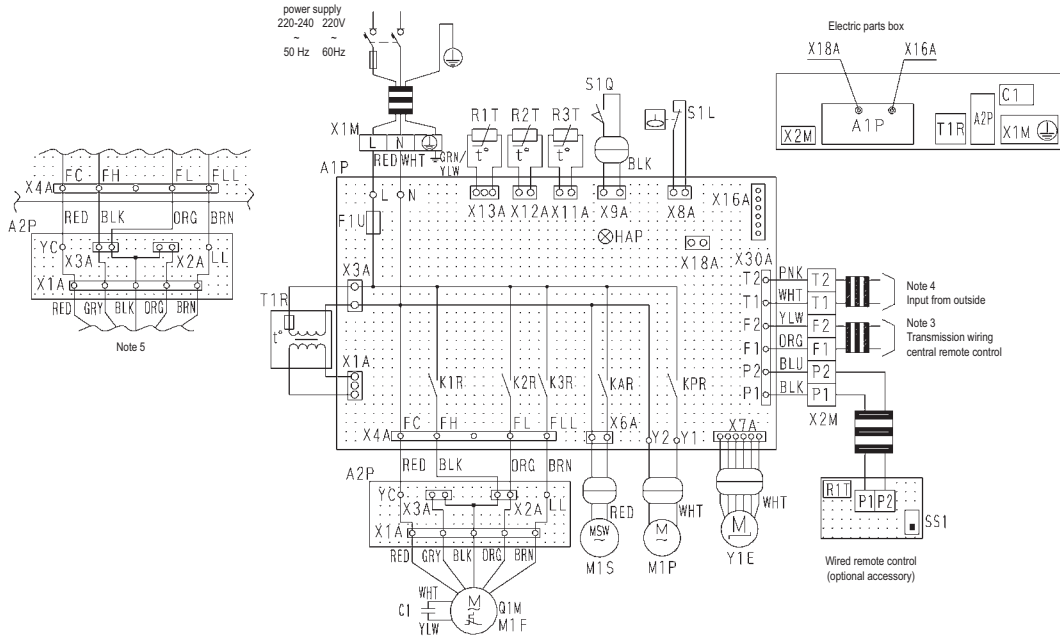 power supply
220-240 220V
~ ~
50 Hz 60Hz
Electric parts box
X18A X16A
A1P
X2M
T1R
A2P
C1
X1M
X1M
L N
RED WHT GRN/
YLW
A1P
R1T R2T R3T
t° t° t°
X13A X12A X11A
S1Q
BLK
X9A
S1L
X8A
X16A
L N
F1U
HAP
X18A
X30A
X3A
T1R
t°
X1A
K1R K2R K3R KAR KPR
T2 PNK T2
T1 WHT T1
F2 YLW F2
F1 ORG F1
P2 BLU P2
P1 BLK P1
X2M
Note 4
Input from outside
Note 3
Transmission wiring
central remote control
FC FH FL FLL
X4A
RED BLK ORG BRN
A2P
YC X3A X2A LL
X1A
RED GRY BLK ORG BRN
Note 5
X4A FC FH FL FLL X6A Y2 Y1 X7A
A2P RED BLK ORG BRN
YC X3A X2A LL
X1A
RED GRY BLK ORG BRN
WHT
C1
YLW
M
~
Q1M
M1F
RED
MSW
~
M1S
WHT
M
~
M1P
WHT
M
Y1E
R1T P1 P2
SS1
Wired remote control
(optional accessory)